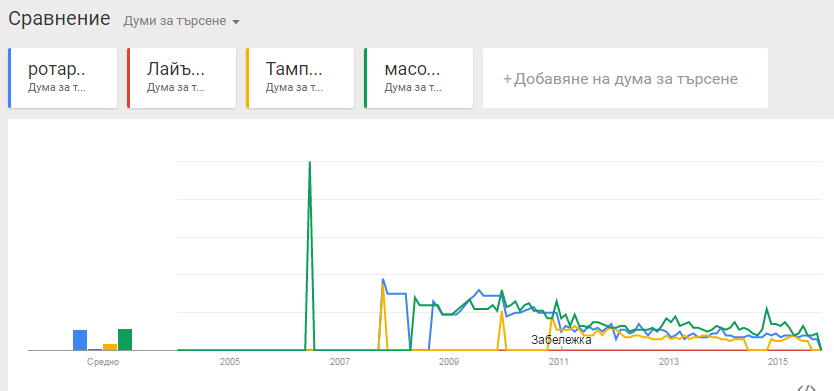 Сравнение Думи за търсене
ротар.. Лайъ... Тамп... масо...
Дума за т... Дума за т... Дума за т... Дума за т...
+Добавяне на дума за търсене
Забележка
Средно 2005 2007 2009 2011 2013 2015